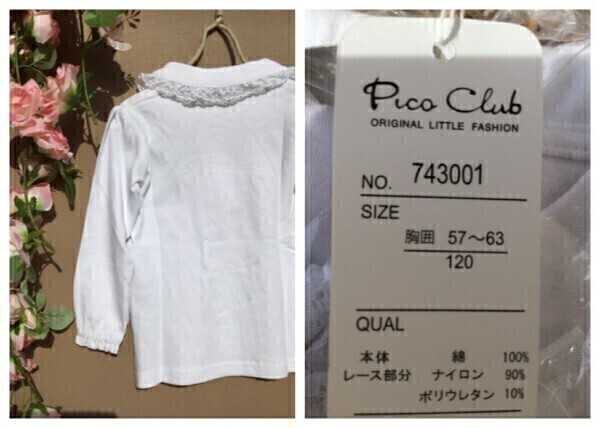 Pico Club
ORIGINAL LITTLE FASHION
NO. 743001
SIZE
胸囲 57～63
120
QUAL
本体 綿 100%
レース部分 ナイロン 90%
ポリウレタン 10%